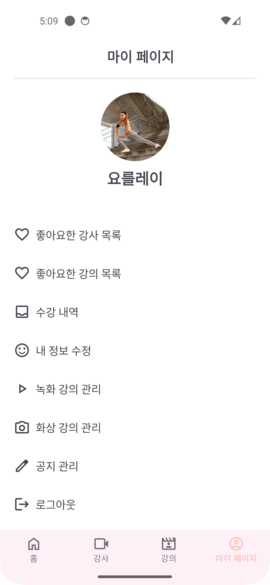 5:09
마이 페이지
요를레이
좋아요한 강사 목록
좋아요한 강의 목록
수강 내역
내 정보 수정
녹화 강의 관리
화상 강의 관리
공지 관리
로그아웃
홈 강사 강의 마이 페이지